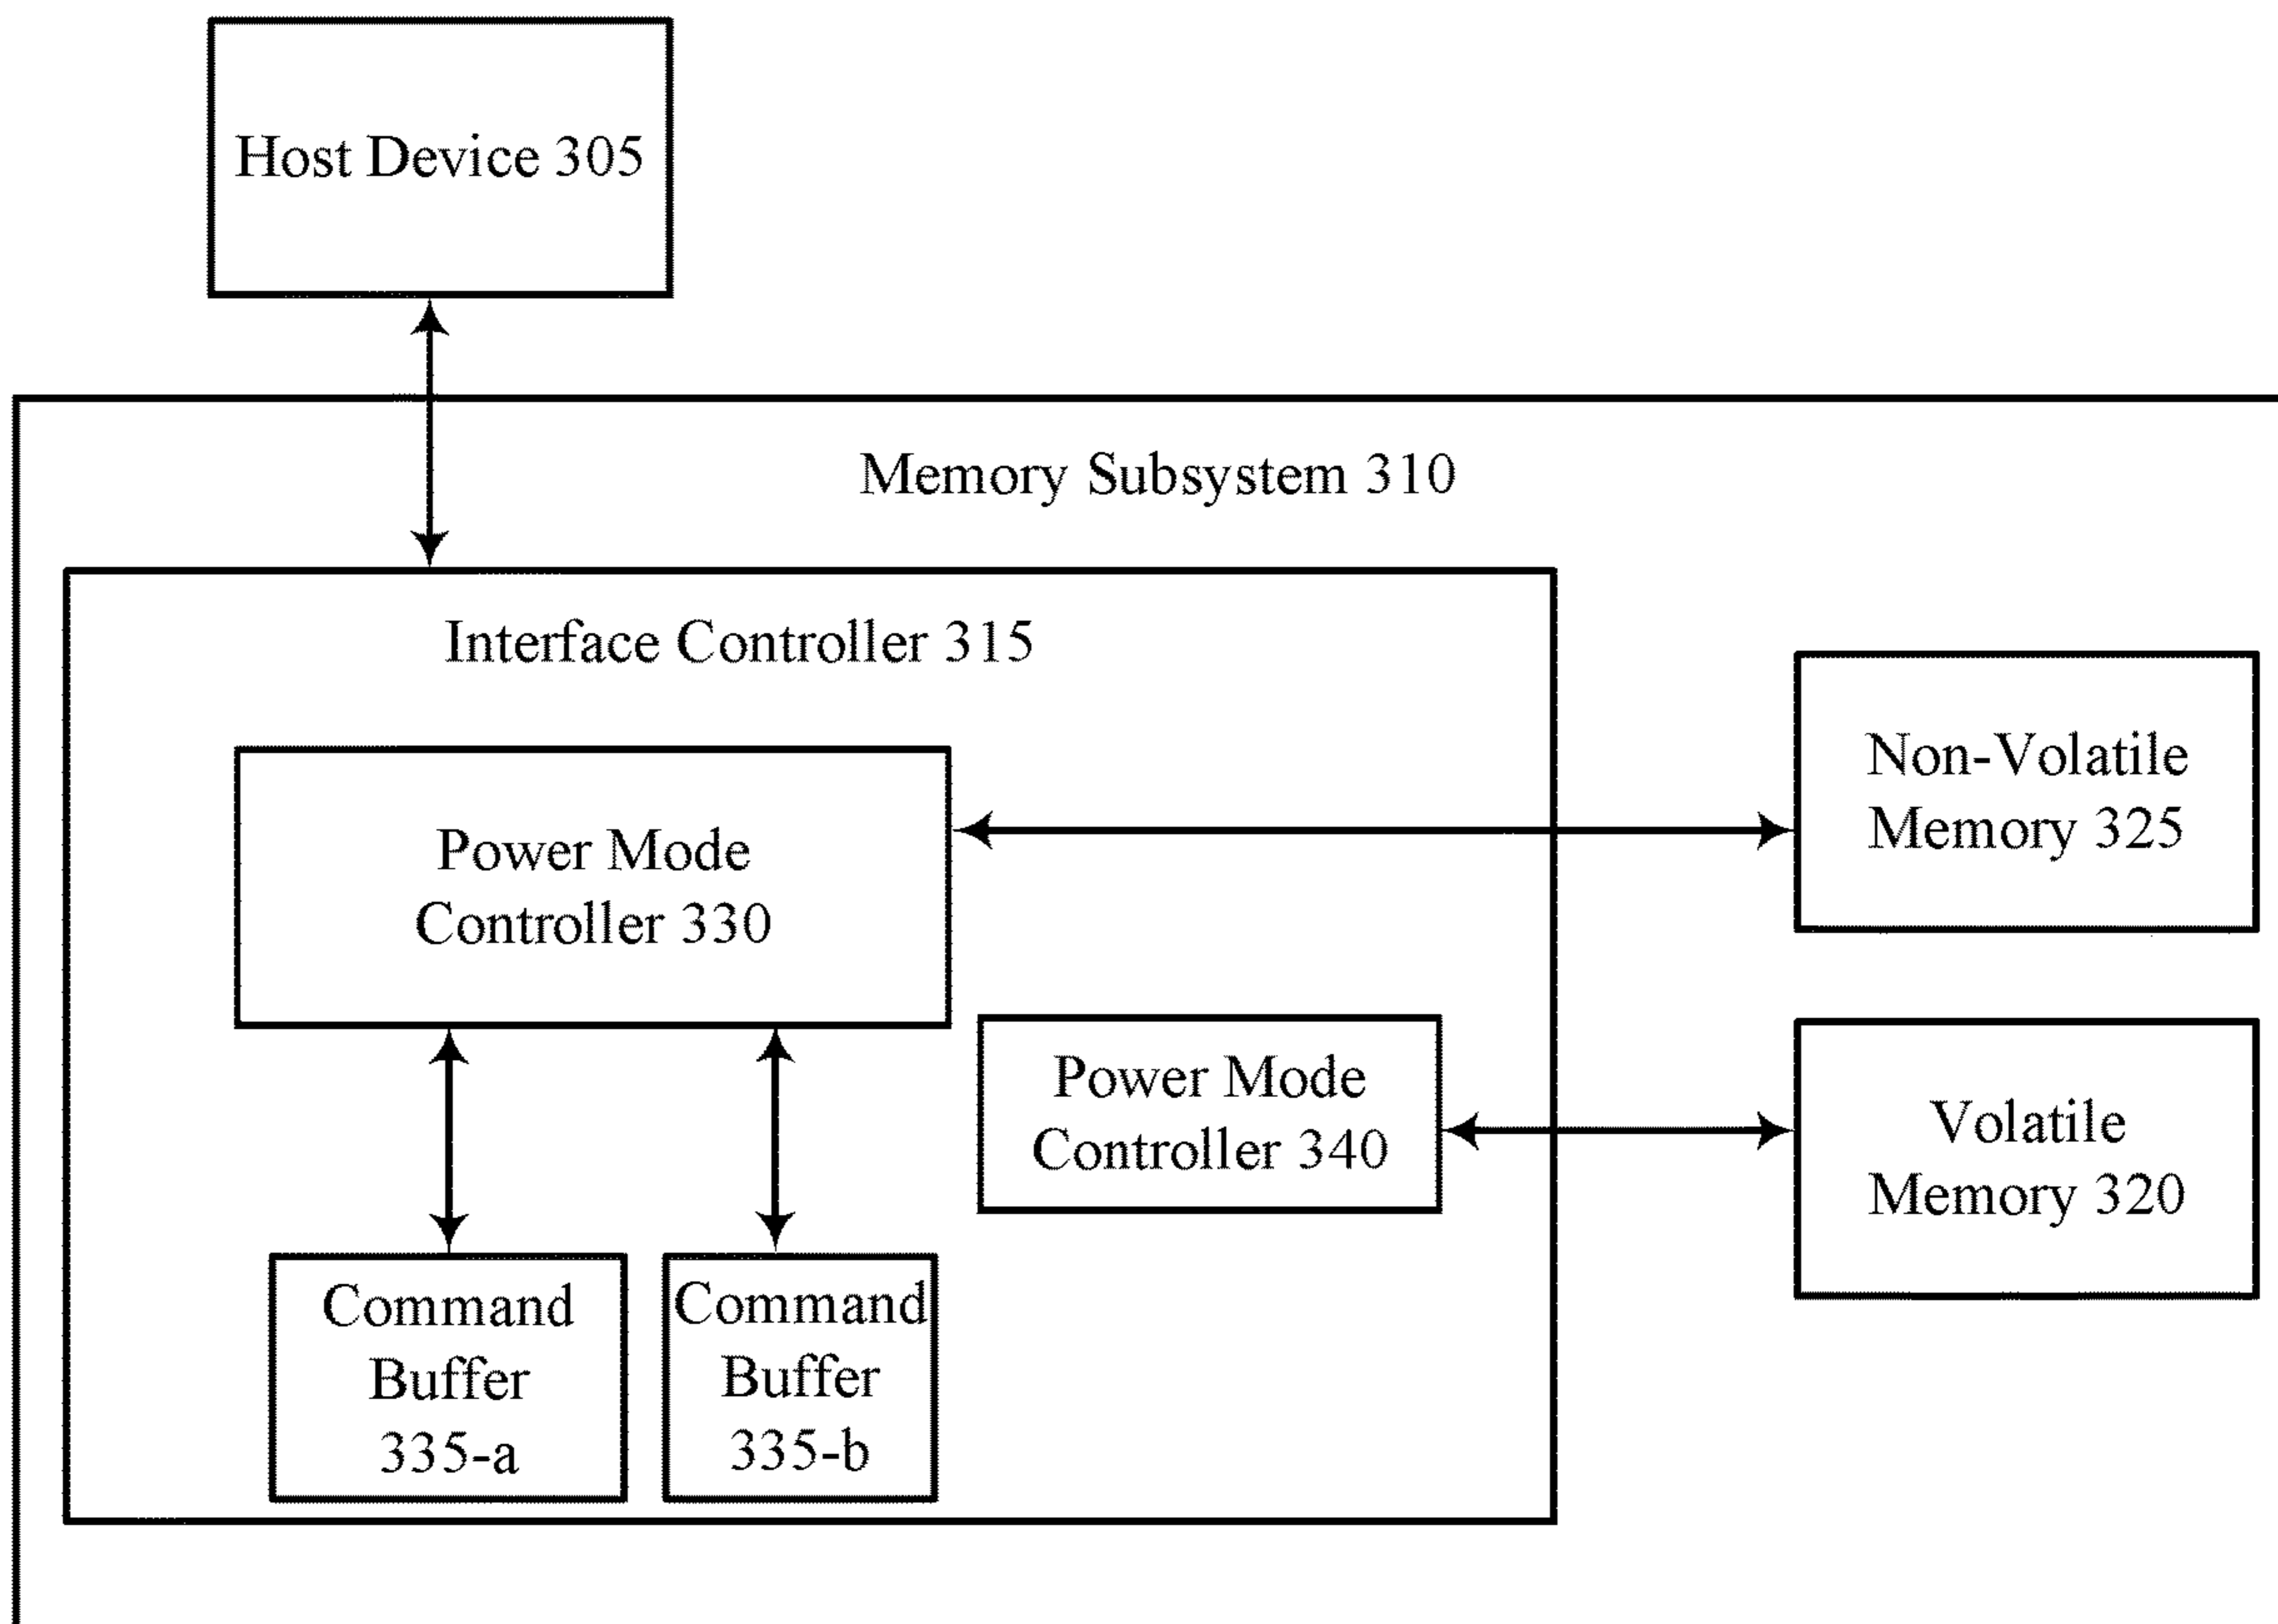 Host Device 305
Memory Subsystem 310
Interface Controller 315
Power Mode
Controller 330
Non-Volatile
Memory 325
Power Mode
Controller 340
Volatile
Memory 320
Command
Buffer
335-a
Command
Buffer
335-b